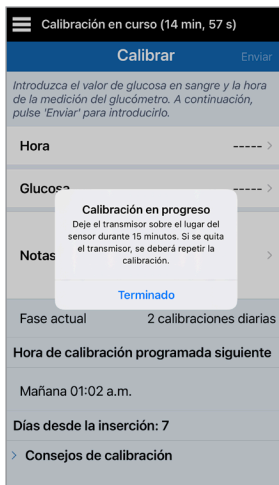 Calibración en curso (14 min, 57 s)
Calibrar
Enviar
Introduzca el valor de glucosa en sangre y la hora
de la medición del glucómetro. A continuación,
pulse 'Enviar' para introducirlo.
Hora ----- >
Glucosa ----- >
Calibración en progreso
Deje el transmisor sobre el lugar del
sensor durante 15 minutos. Si se quita
el transmisor, se deberá repetir la
calibración.
Terminado
Notas >
Fase actual 2 calibraciones diarias
Hora de calibración programada siguiente
Mañana 01:02 a.m.
Días desde la inserción: 7
> Consejos de calibración